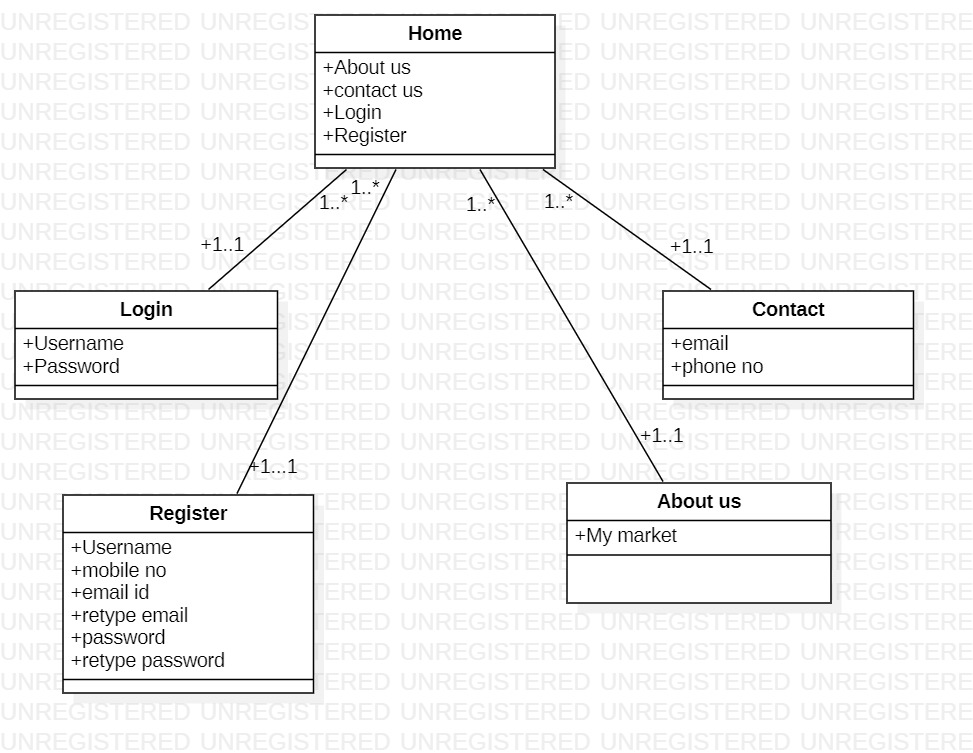 Home
+About us
+contact us
+Login
+Register
1..*
1..*
1..*
1..*
+1..1
+1..1
Login
+Username
+Password
Contact
+email
+phone no
+1..1
+1...1
About us
+My market
Register
+Username
+mobile no
+email id
+retype email
+password
+retype password
UNREGISTERED